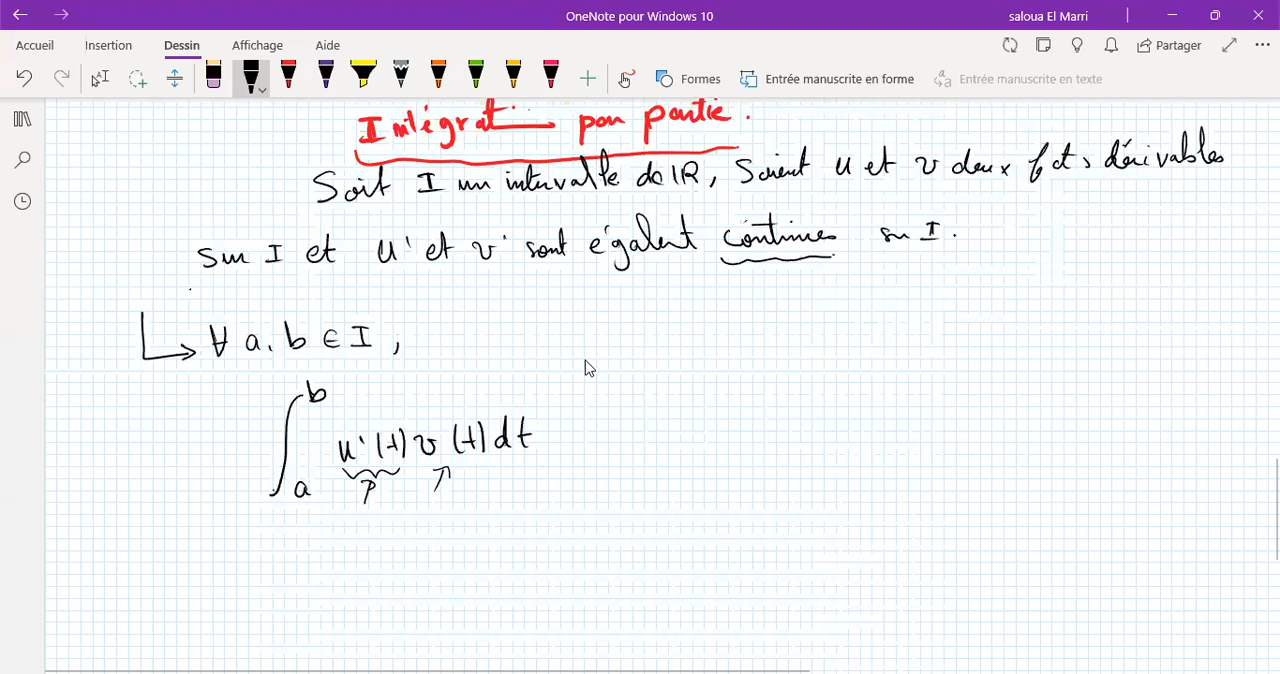 OneNote pour Windows 10
saloua El Marri
Accueil Insertion Dessin Affichage Aide
Partager
Formes Entrée manuscrite en forme Entrée manuscrite en texte
Intégrat par partie.
Soit I un intervalle de IR, Soient u et v deux fcts dérivables
sur I et u' et v' sont égalent continues sur I.
∀ a, b ∈ I,
∫_a^b u'(t) v(t) dt